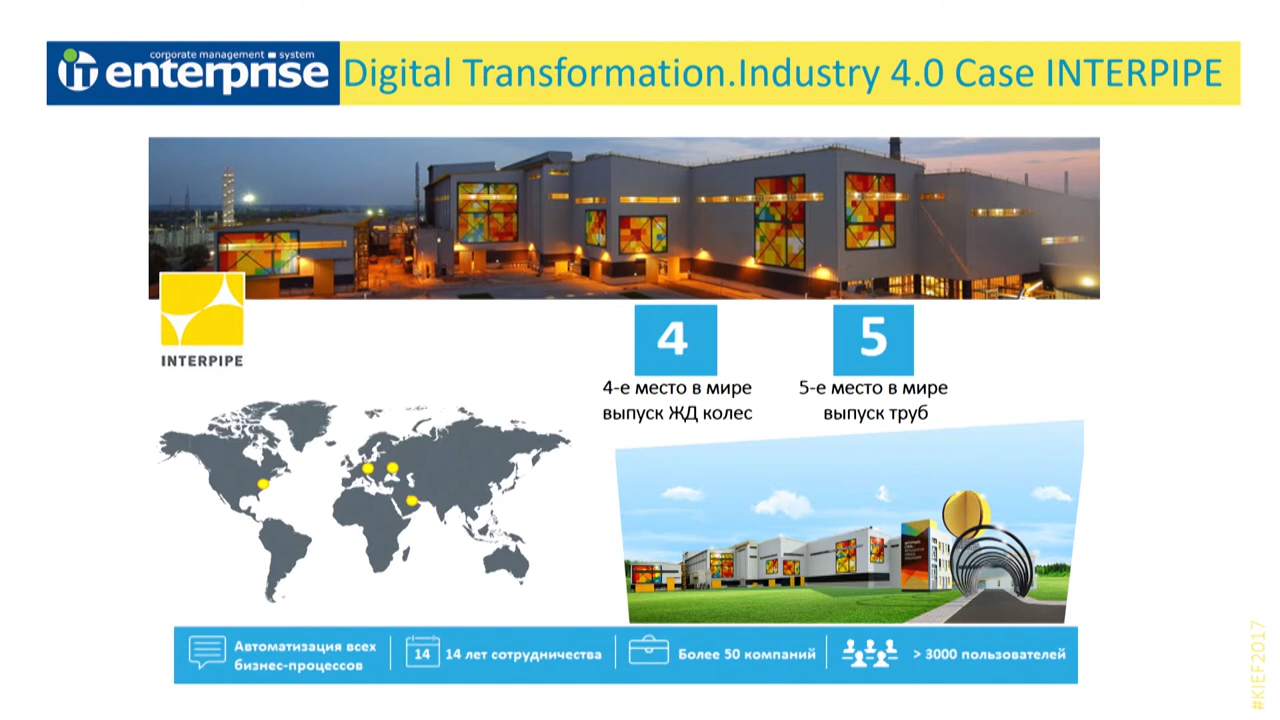 corporate management system
it enterprise
Digital Transformation.Industry 4.0 Case INTERPIPE
INTERPIPE
4
5
4-е место в мире
выпуск ЖД колес
5-е место в мире
выпуск труб
Автоматизация всех
бизнес-процессов
14
14 лет сотрудничества
Более 50 компаний
> 3000 пользователей
#KIEF2017